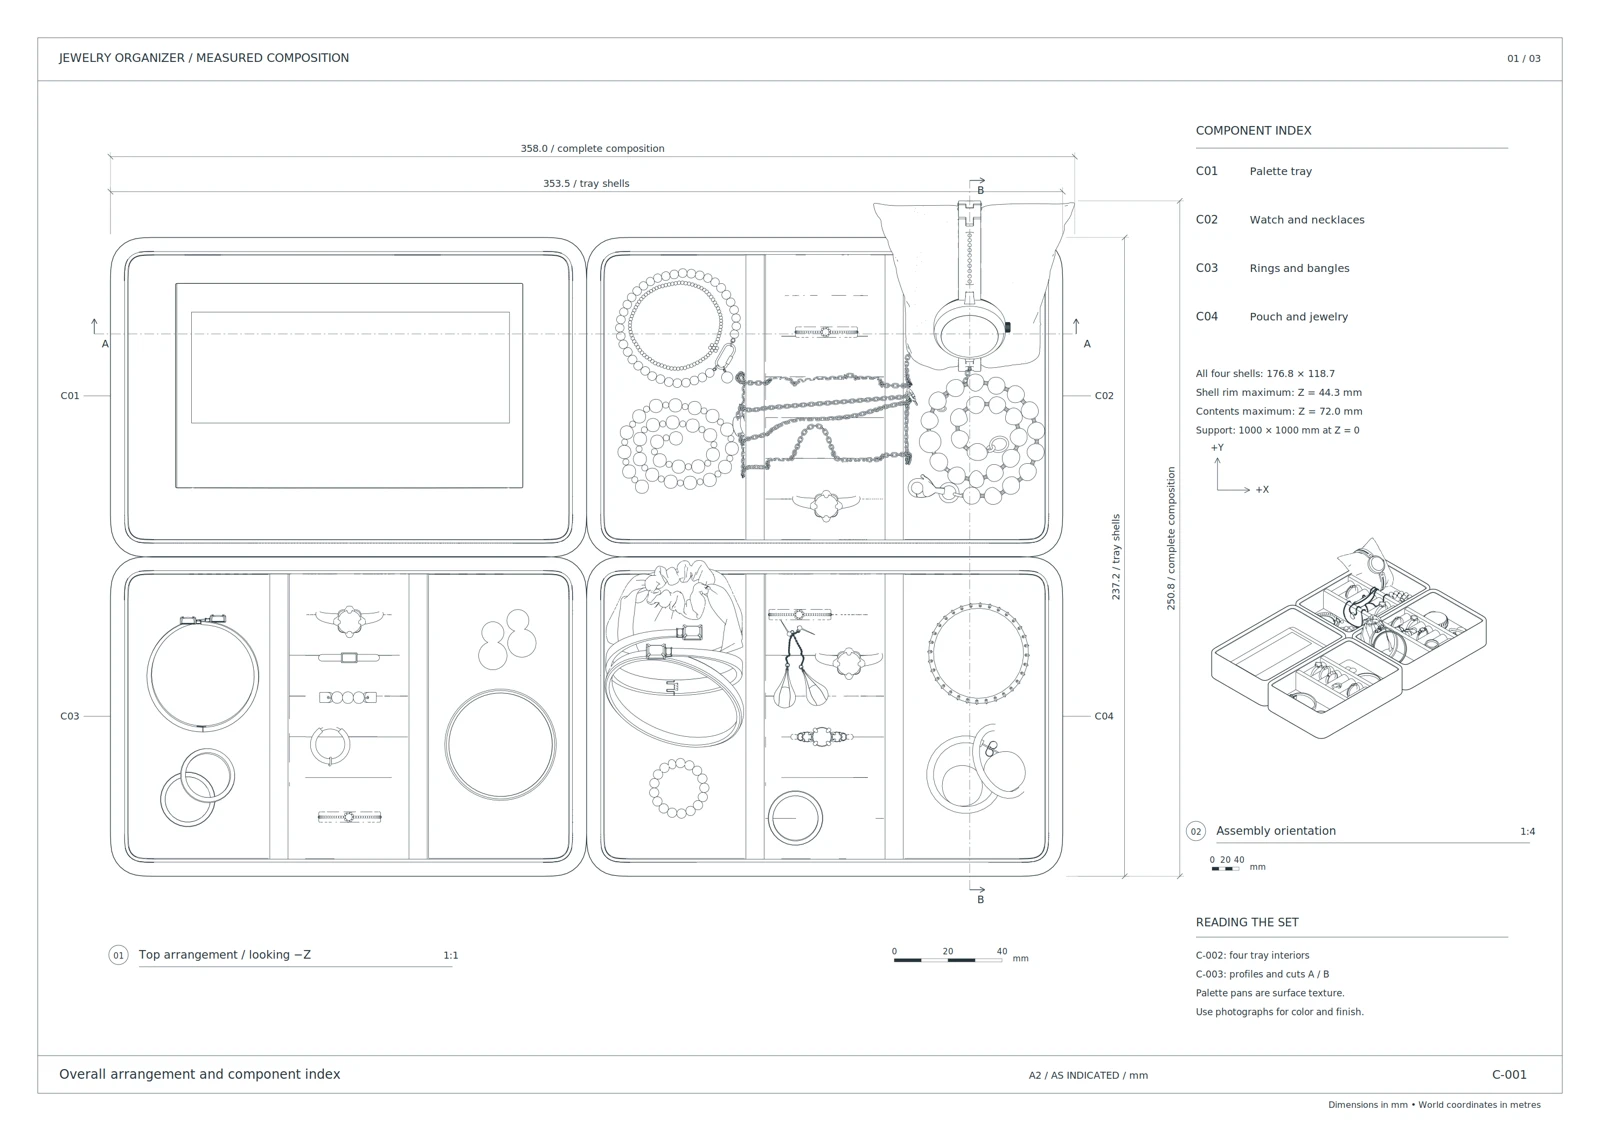 JEWELRY ORGANIZER / MEASURED COMPOSITION
01 / 03
358.0 / complete composition
353.5 / tray shells
B
A
A
C01
C02
C03
C04
237.2 / tray shells
250.8 / complete composition
B
01
Top arrangement / looking −Z
1:1
0 20 40 mm
COMPONENT INDEX
C01 Palette tray
C02 Watch and necklaces
C03 Rings and bangles
C04 Pouch and jewelry
All four shells: 176.8 × 118.7
Shell rim maximum: Z = 44.3 mm
Contents maximum: Z = 72.0 mm
Support: 1000 × 1000 mm at Z = 0
+Y
+X
02
Assembly orientation
1:4
0 20 40 mm
READING THE SET
C-002: four tray interiors
C-003: profiles and cuts A / B
Palette pans are surface texture.
Use photographs for color and finish.
Overall arrangement and component index
A2 / AS INDICATED / mm
C-001
Dimensions in mm • World coordinates in metres